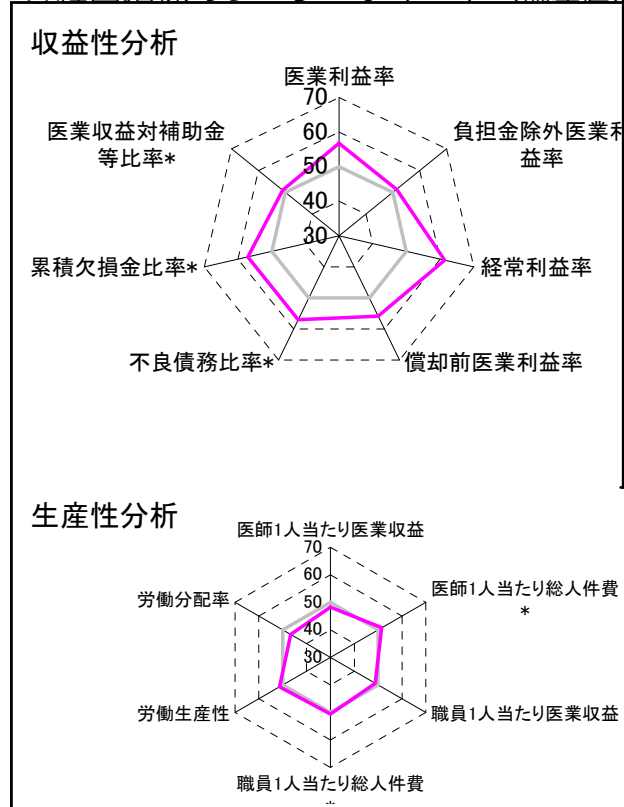 収益性分析
医業利益率
70
60
50
40
30
負担金除外医業利
益率
経常利益率
償却前医業利益率
不良債務比率*
累積欠損金比率*
医業収益対補助金
等比率*
生産性分析
医師1人当たり医業収益
70
60
50
40
30
医師1人当たり総人件費
*
職員1人当たり医業収益
職員1人当たり総人件費
*
労働生産性
労働分配率